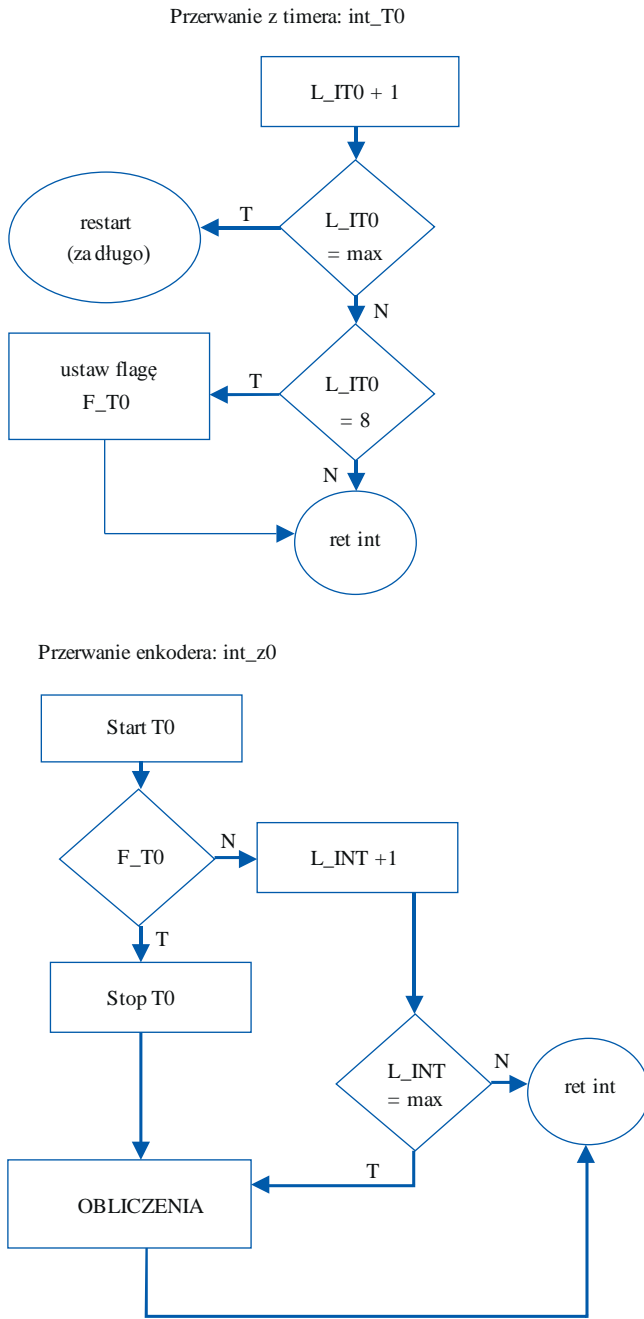 Przerwanie z timera: int_T0
L_IT0 + 1
L_IT0
= max
T
restart
(za długo)
N
L_IT0
= 8
T
ustaw flagę
F_T0
N
ret int
Przerwanie enkodera: int_z0
Start T0
F_T0
N
L_INT +1
T
Stop T0
L_INT
= max
N
ret int
T
OBLICZENIA